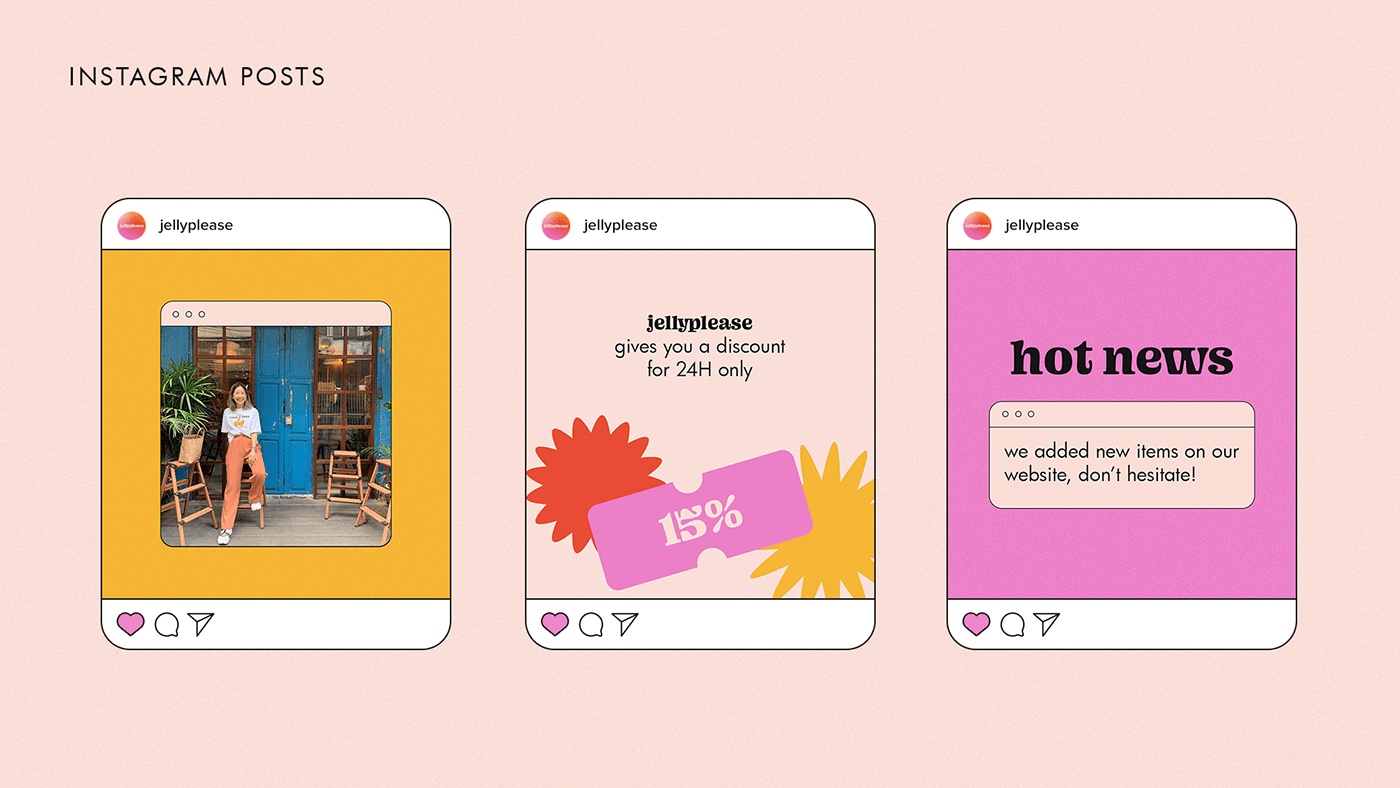 INSTAGRAM POSTS
jellyplease
jellyplease
gives you a discount
for 24H only
15%
jellyplease
jellyplease
hot news
we added new items on our
website, don’t hesitate!